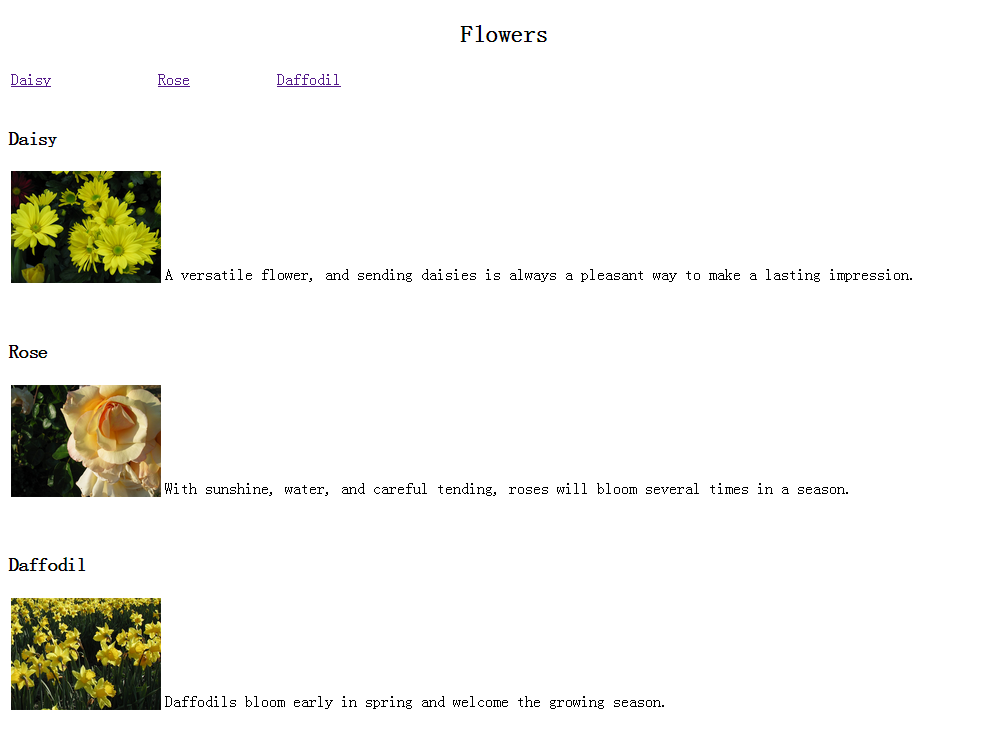 Flowers
Daisy Rose Daffodil
Daisy
A versatile flower, and sending daisies is always a pleasant way to make a lasting impression.
Rose
With sunshine, water, and careful tending, roses will bloom several times in a season.
Daffodil
Daffodils bloom early in spring and welcome the growing season.